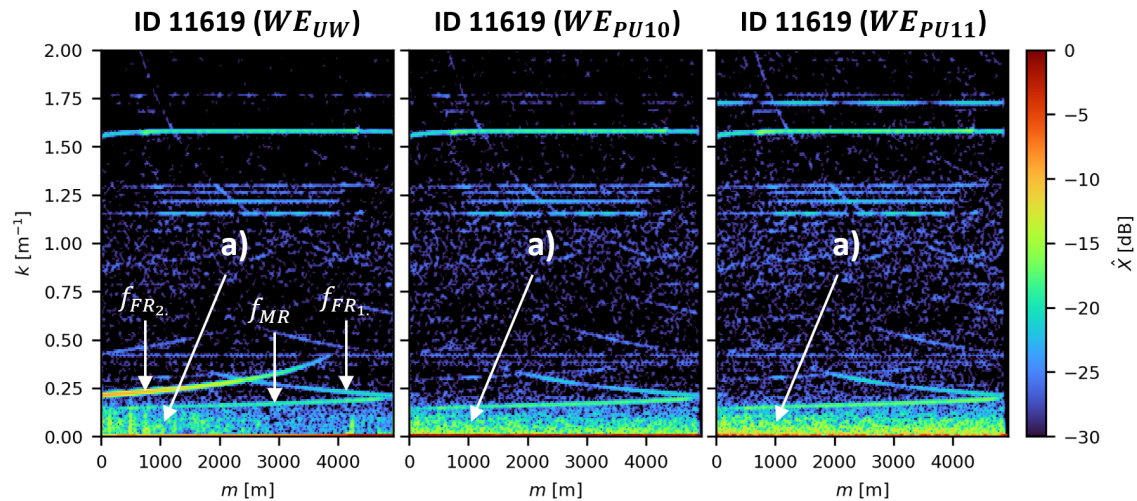 ID 11619 (WE_UW) ID 11619 (WE_PU10) ID 11619 (WE_PU11)
2.00
1.75
1.50
1.25
1.00
0.75
0.50
0.25
0.00
k [m⁻¹]
a) a) a)
f_FR₂. f_MR f_FR₁.
0 1000 2000 3000 4000
m [m]
0 1000 2000 3000 4000
m [m]
0 1000 2000 3000 4000
m [m]
0
−5
−10
−15
−20
−25
−30
X̂ [dB]